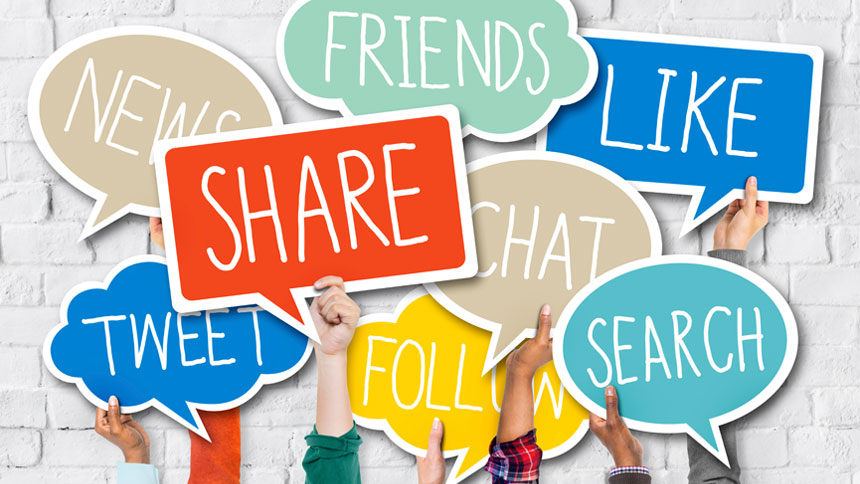 FRIENDS
NEWS
LIKE
SHARE
CHAT
TWEET
FOLLOW
SEARCH